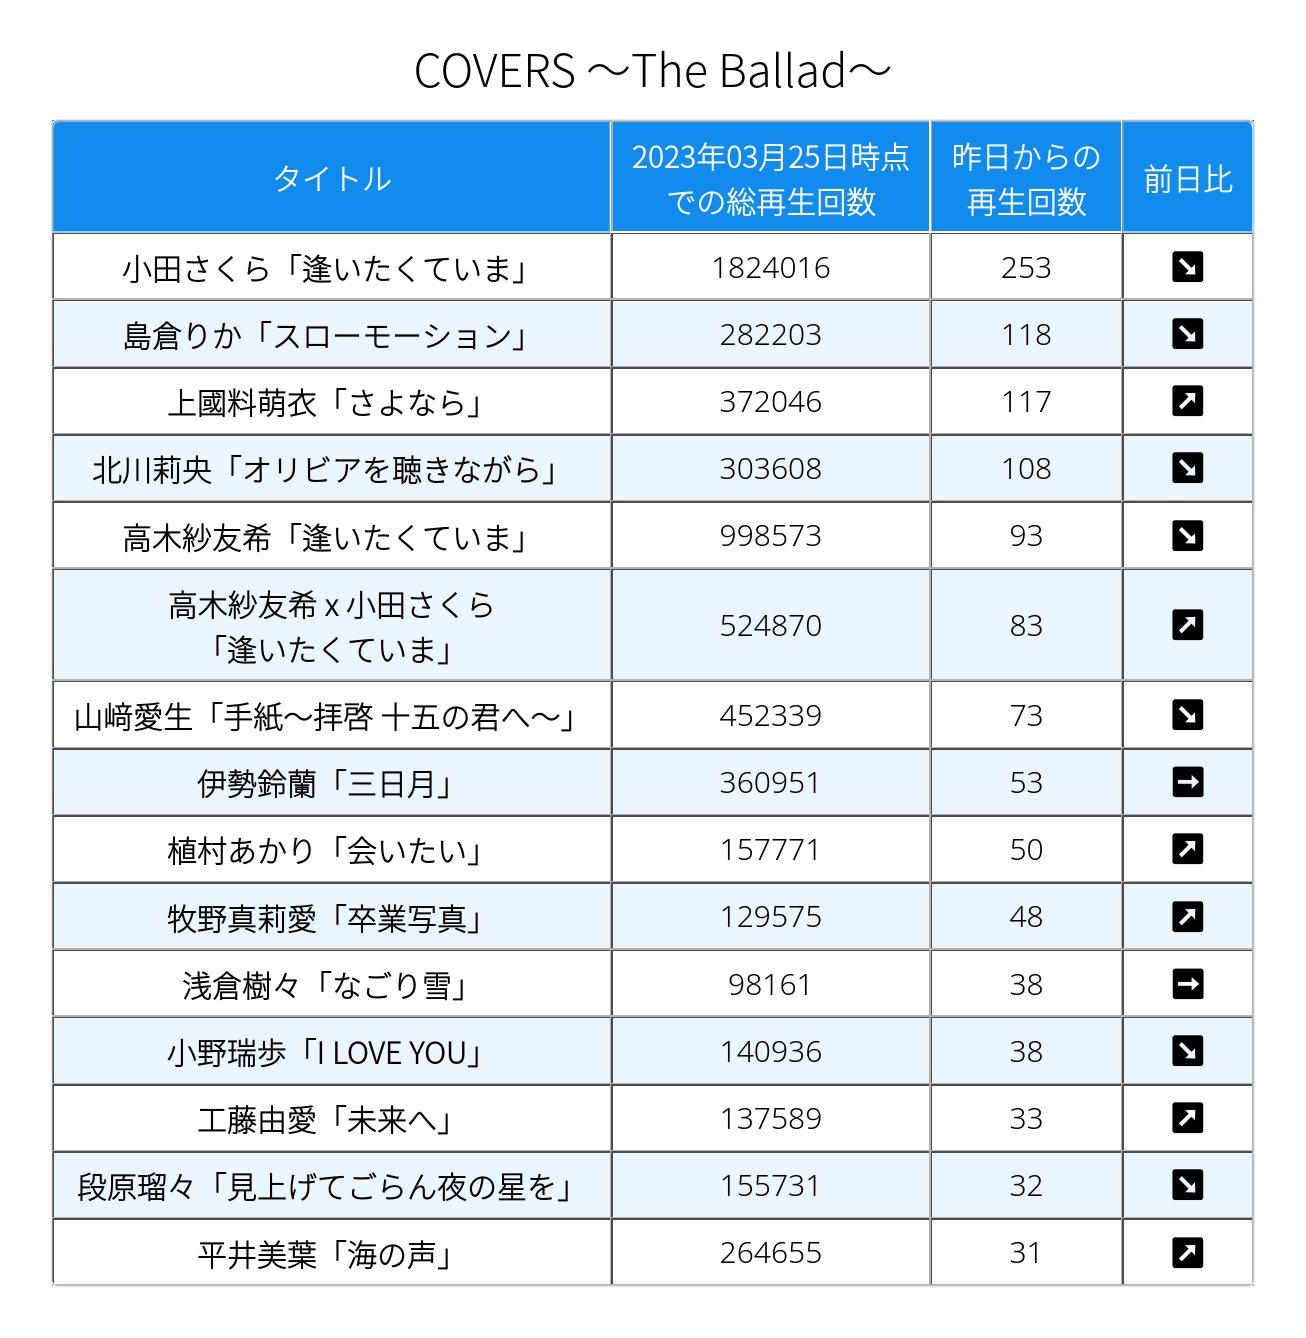 COVERS ～The Ballad～
タイトル 2023年03月25日時点での総再生回数 昨日からの再生回数 前日比
小田さくら「逢いたくていま」 1824016 253 ↘
島倉りか「スローモーション」 282203 118 ↘
上國料萌衣「さよなら」 372046 117 ↗
北川莉央「オリビアを聴きながら」 303608 108 ↘
高木紗友希「逢いたくていま」 998573 93 ↘
高木紗友希 x 小田さくら「逢いたくていま」 524870 83 ↗
山﨑愛生「手紙～拝啓 十五の君へ～」 452339 73 ↘
伊勢鈴蘭「三日月」 360951 53 →
植村あかり「会いたい」 157771 50 ↗
牧野真莉愛「卒業写真」 129575 48 ↗
浅倉樹々「なごり雪」 98161 38 →
小野瑞歩「I LOVE YOU」 140936 38 ↘
工藤由愛「未来へ」 137589 33 ↗
段原瑠々「見上げてごらん夜の星を」 155731 32 ↘
平井美葉「海の声」 264655 31 ↗